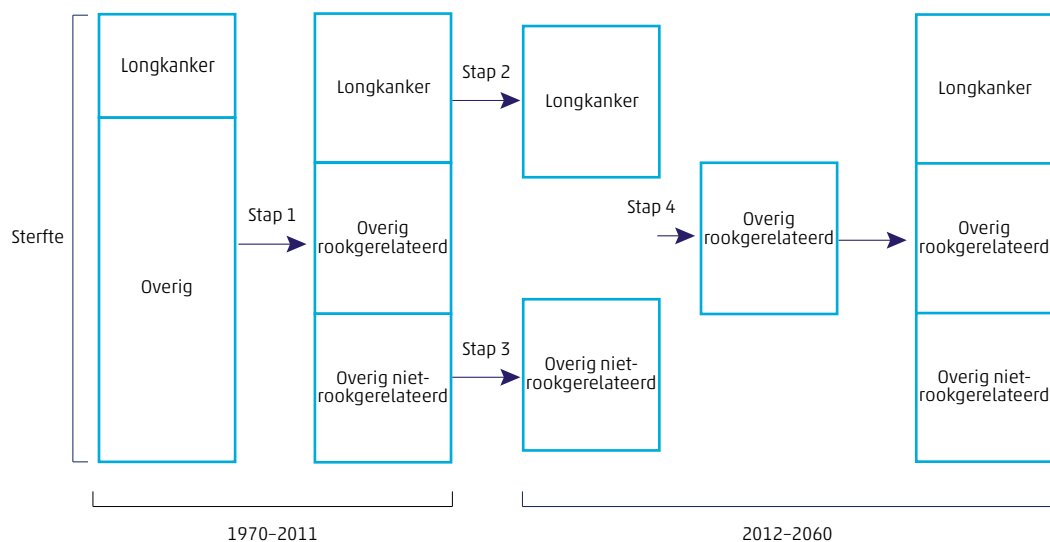 Sterfte
Longkanker
Overig
Stap 1
Longkanker
Overig
rookgerelateerd
Overig niet-
rookgerelateerd
Stap 2
Stap 3
Longkanker
Overig niet-
rookgerelateerd
Stap 4
Overig
rookgerelateerd
Longkanker
Overig
rookgerelateerd
Overig niet-
rookgerelateerd
1970–2011
2012–2060